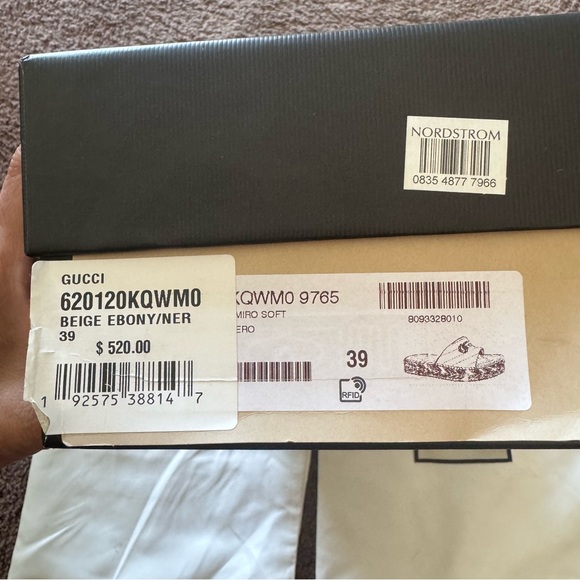 NORDSTROM
0835 4877 7966
GUCCI
620120KQWM0
BEIGE EBONY/NER
39
$ 520.00
1 92575 38814 7
KQWM0 9765
MIRO SOFT
ERO
39
RFID
8093328010